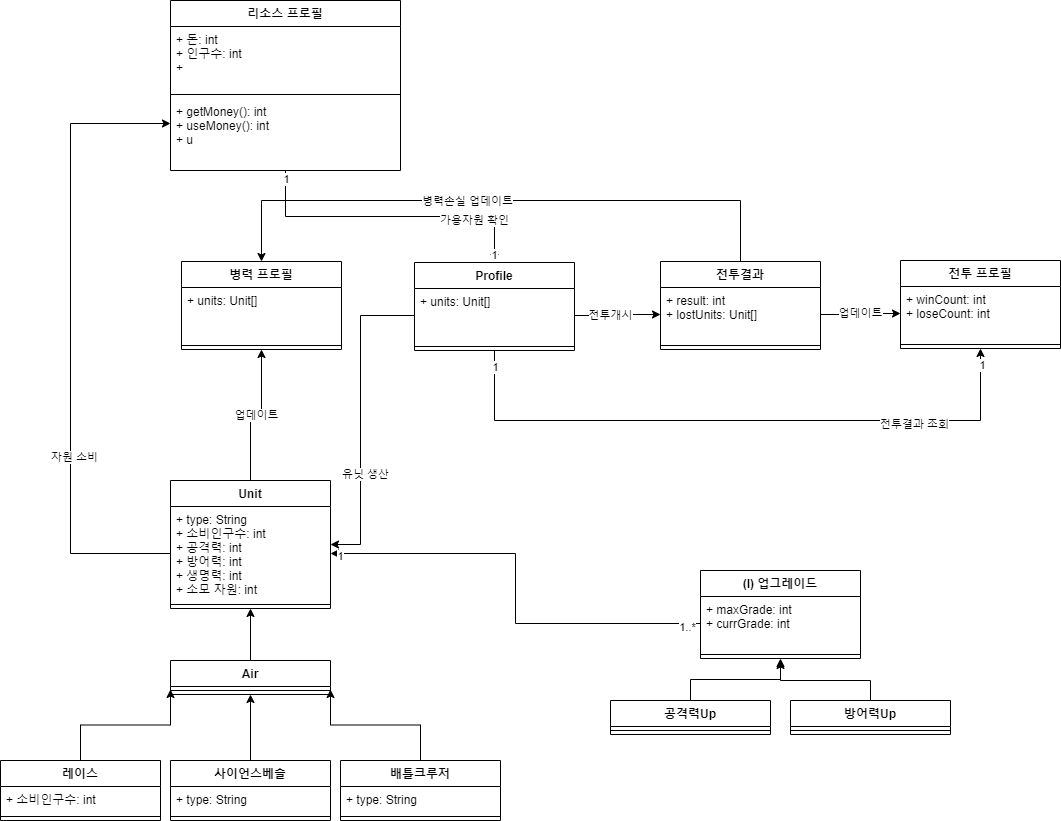 리소스 프로필
+ 돈: int
+ 인구수: int
+
+ getMoney(): int
+ useMoney(): int
+ u
1
병력손실 업데이트
가용자원 확인
1
병력 프로필
+ units: Unit[]
Profile
+ units: Unit[]
전투개시
전투결과
+ result: int
+ lostUnits: Unit[]
업데이트
전투 프로필
+ winCount: int
+ loseCount: int
1
1
업데이트
전투결과 조회
자원 소비
유닛 생산
Unit
+ type: String
+ 소비인구수: int
+ 공격력: int
+ 방어력: int
+ 생명력: int
+ 소모 자원: int
1
1..*
(I) 업그레이드
+ maxGrade: int
+ currGrade: int
Air
공격력Up
방어력Up
레이스
+ 소비인구수: int
사이언스베슬
+ type: String
배틀크루저
+ type: String